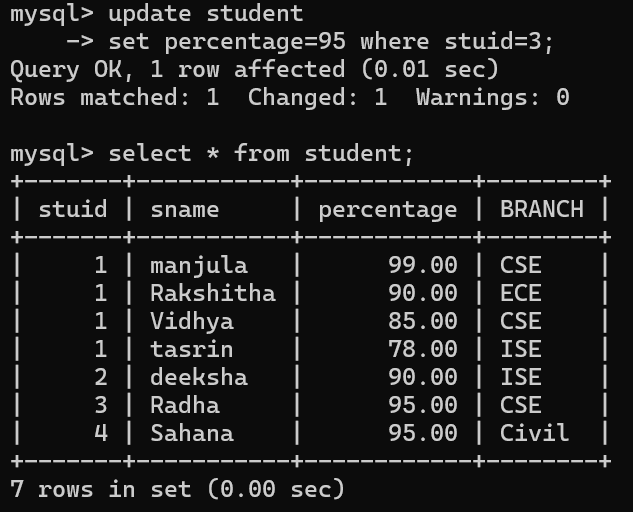 mysql> update student
    -> set percentage=95 where stuid=3;
Query OK, 1 row affected (0.01 sec)
Rows matched: 1  Changed: 1  Warnings: 0

mysql> select * from student;
+-------+-----------+------------+--------+
| stuid | sname     | percentage | BRANCH |
+-------+-----------+------------+--------+
|     1 | manjula   |      99.00 | CSE    |
|     1 | Rakshitha |      90.00 | ECE    |
|     1 | Vidhya    |      85.00 | CSE    |
|     1 | tasrin    |      78.00 | ISE    |
|     2 | deeksha   |      90.00 | ISE    |
|     3 | Radha     |      95.00 | CSE    |
|     4 | Sahana    |      95.00 | Civil  |
+-------+-----------+------------+--------+
7 rows in set (0.00 sec)